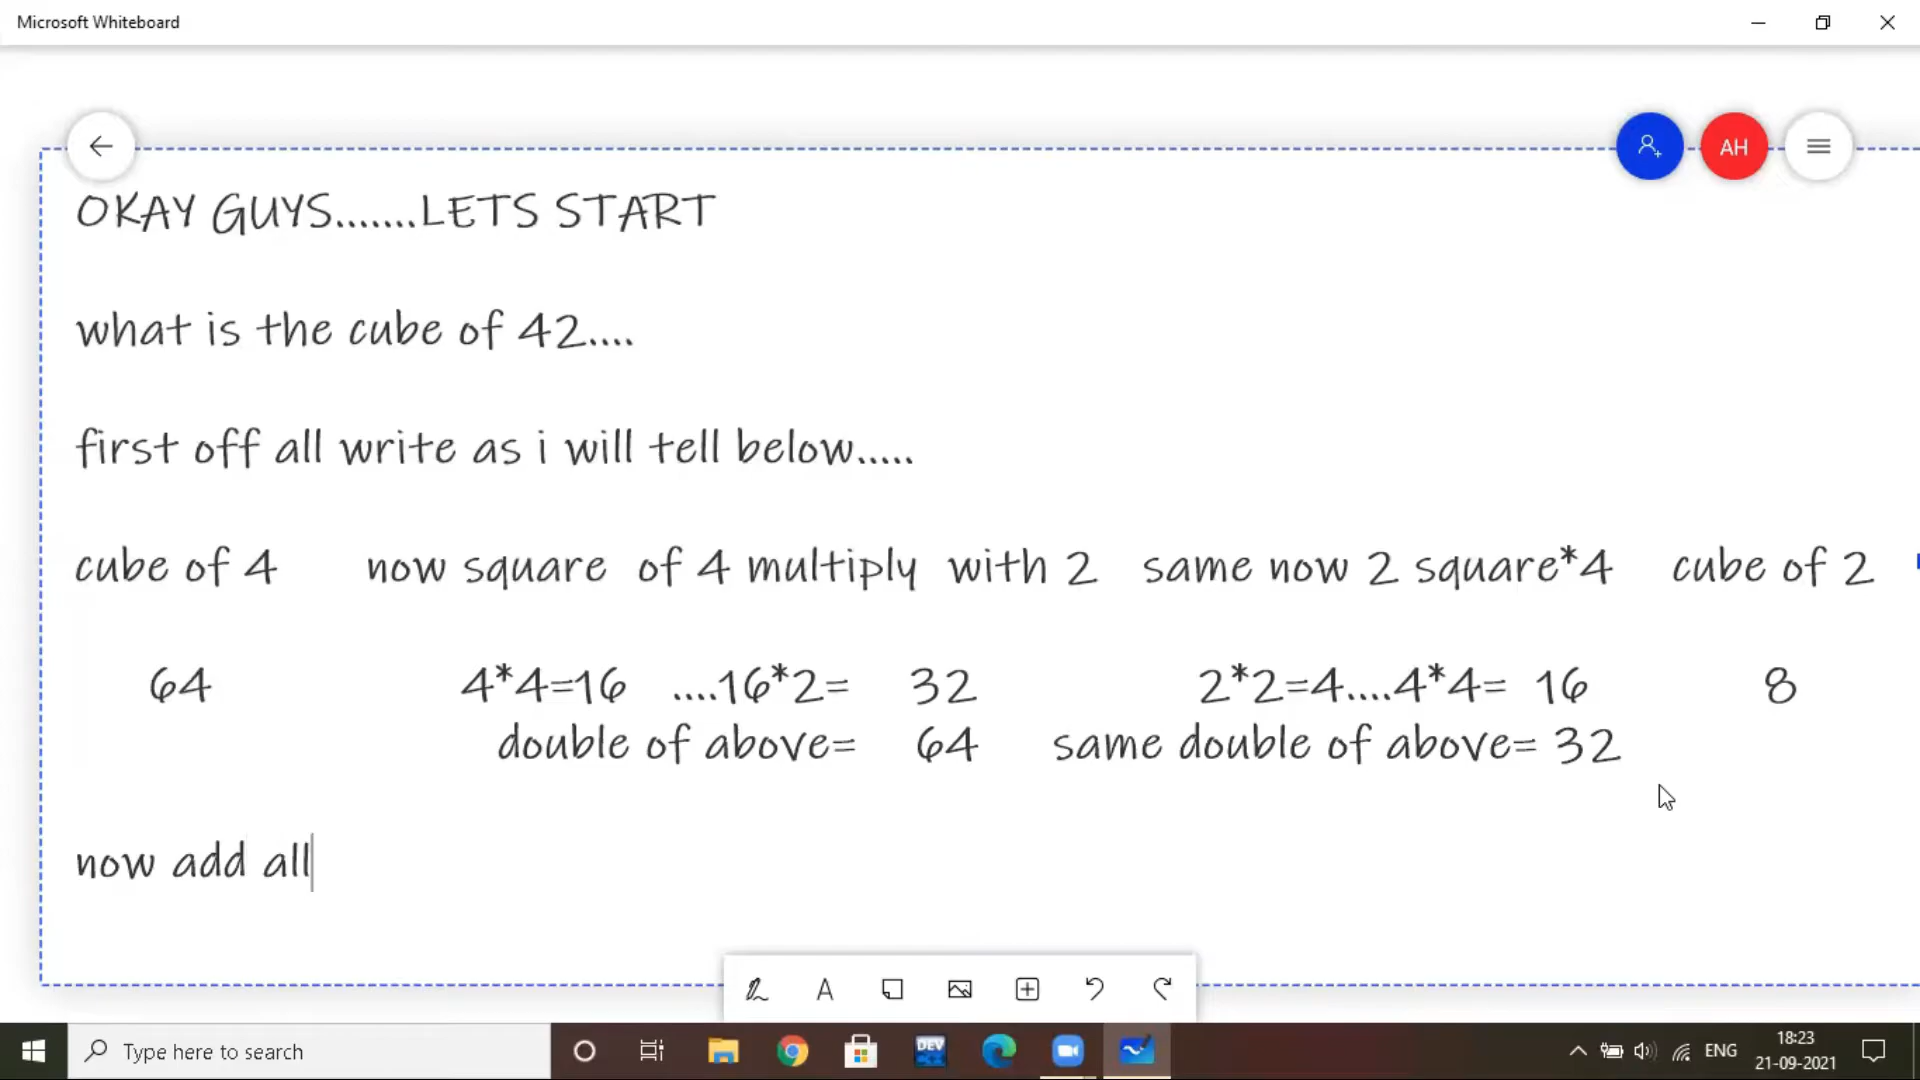 Microsoft Whiteboard
AH
OKAY GUYS.......LETS START
what is the cube of 42....
first off all write as i will tell below.....
cube of 4 now square of 4 multiply with 2 same now 2 square*4 cube of 2
64 4*4=16 ....16*2= 32 2*2=4....4*4= 16 8
double of above= 64 same double of above= 32
now add all
A
Type here to search
DEV
ENG
18:23
21-09-2021